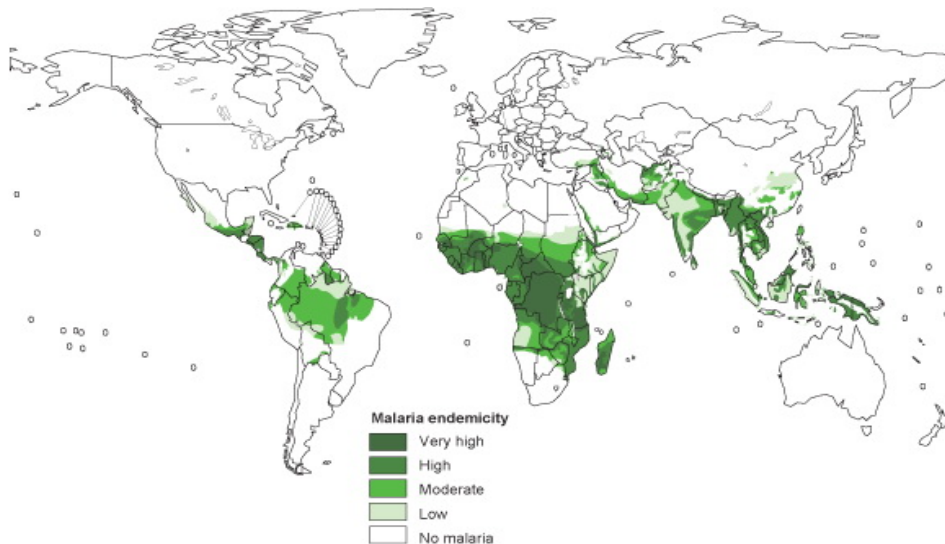 Malaria endemicity
Very high
High
Moderate
Low
No malaria